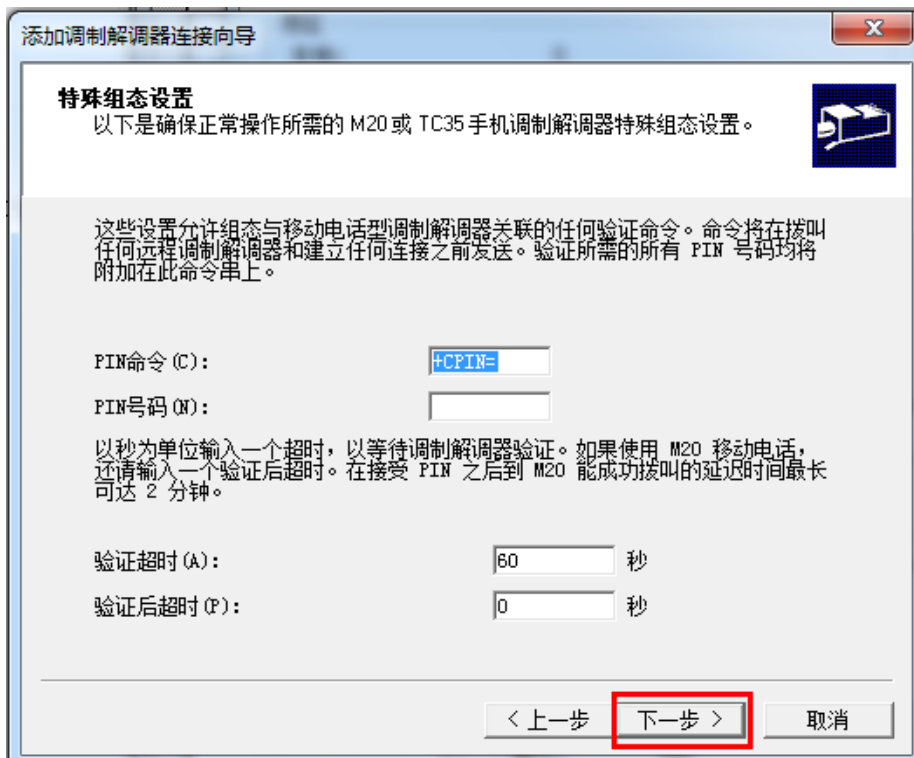 添加调制解调器连接向导
特殊组态设置
以下是确保正常操作所需的 M20 或 TC35 手机调制解调器特殊组态设置。
这些设置允许组态与移动电话型调制解调器关联的任何验证命令。命令将在拨叫
任何远程调制解调器和建立任何连接之前发送。验证所需的所有 PIN 号码均将
附加在此命令串上。
PIN命令(C): +CPIN=
PIN号码(N):
以秒为单位输入一个超时，以等待调制解调器验证。如果使用 M20 移动电话，
还请输入一个验证后超时。在接受 PIN 之后到 M20 能成功拨叫的延迟时间最长
可达 2 分钟。
验证超时(A): 60 秒
验证后超时(P): 0 秒
< 上一步 下一步 > 取消